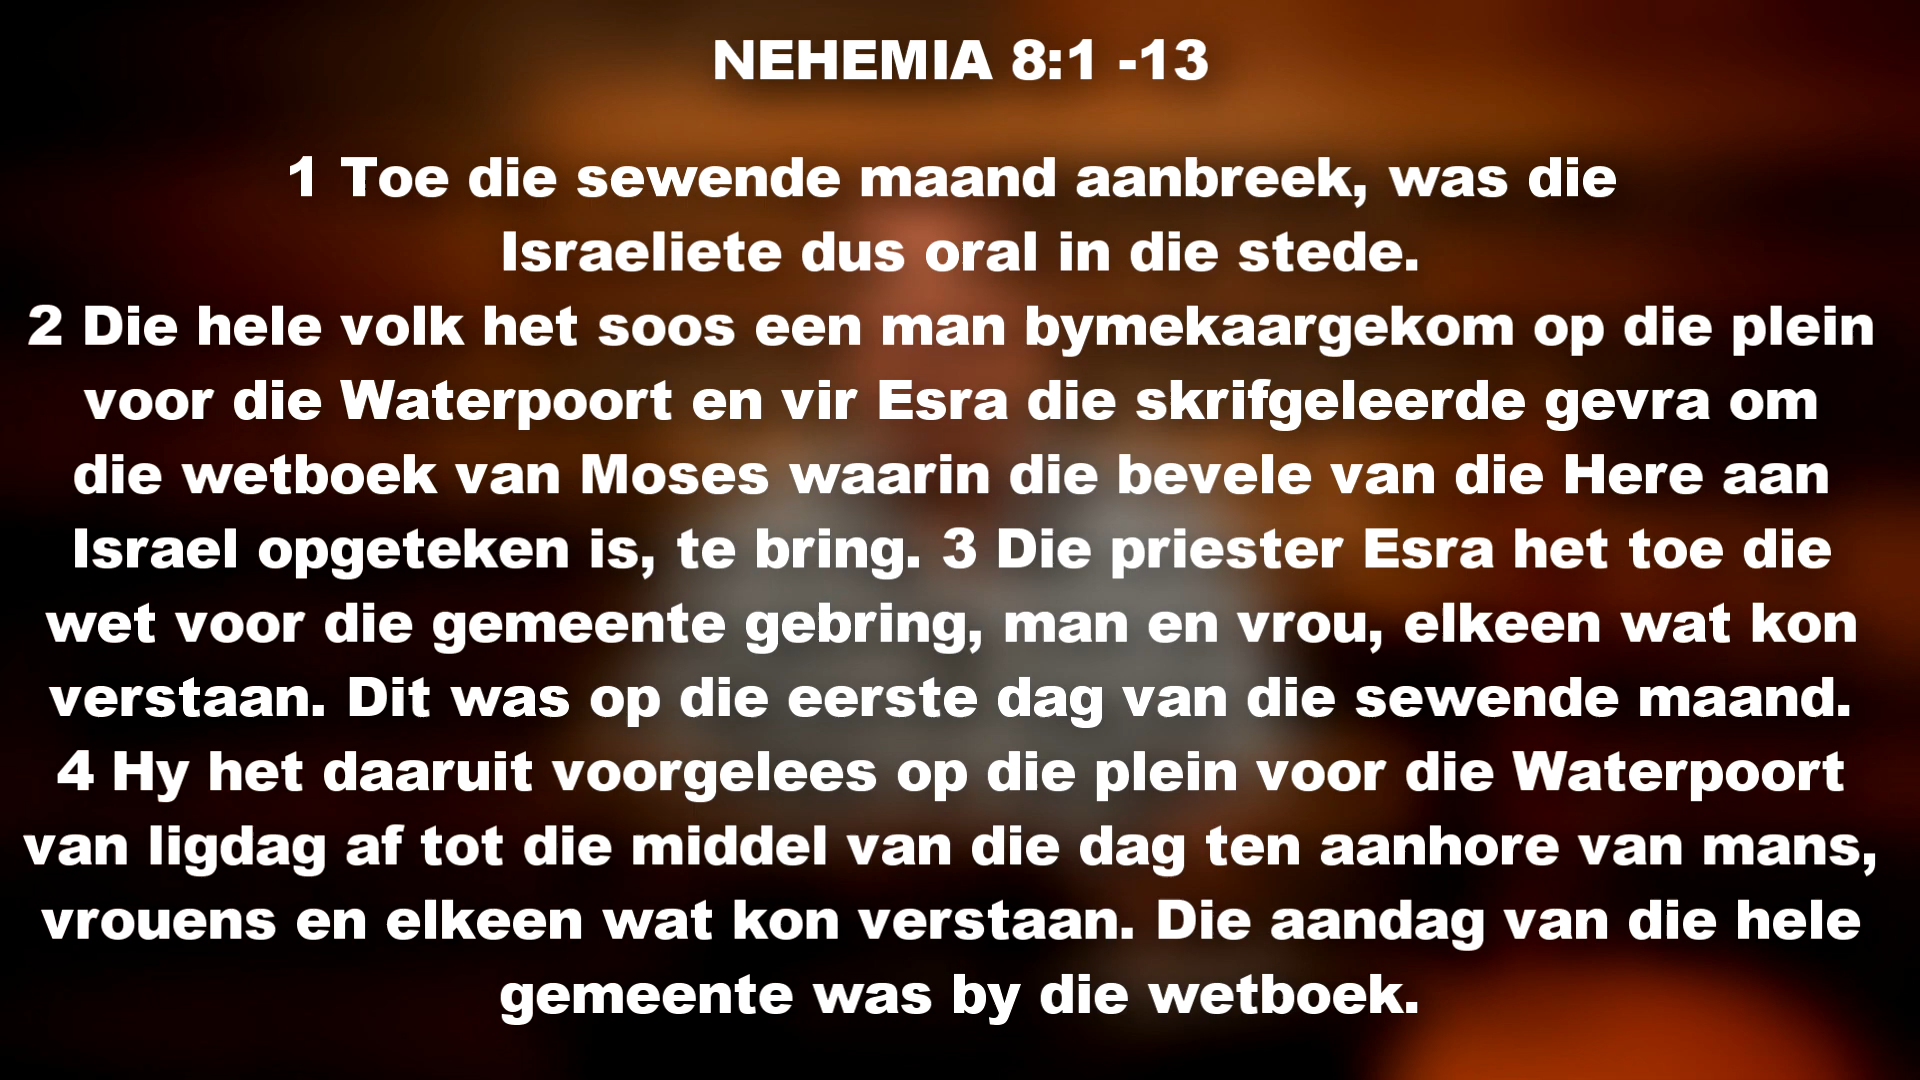 NEHEMIA 8:1 -13
1 Toe die sewende maand aanbreek, was die
Israeliete dus oral in die stede.
2 Die hele volk het soos een man bymekaargekom op die plein
voor die Waterpoort en vir Esra die skrifgeleerde gevra om
die wetboek van Moses waarin die bevele van die Here aan
Israel opgeteken is, te bring. 3 Die priester Esra het toe die
wet voor die gemeente gebring, man en vrou, elkeen wat kon
verstaan. Dit was op die eerste dag van die sewende maand.
4 Hy het daaruit voorgelees op die plein voor die Waterpoort
van ligdag af tot die middel van die dag ten aanhore van mans,
vrouens en elkeen wat kon verstaan. Die aandag van die hele
gemeente was by die wetboek.